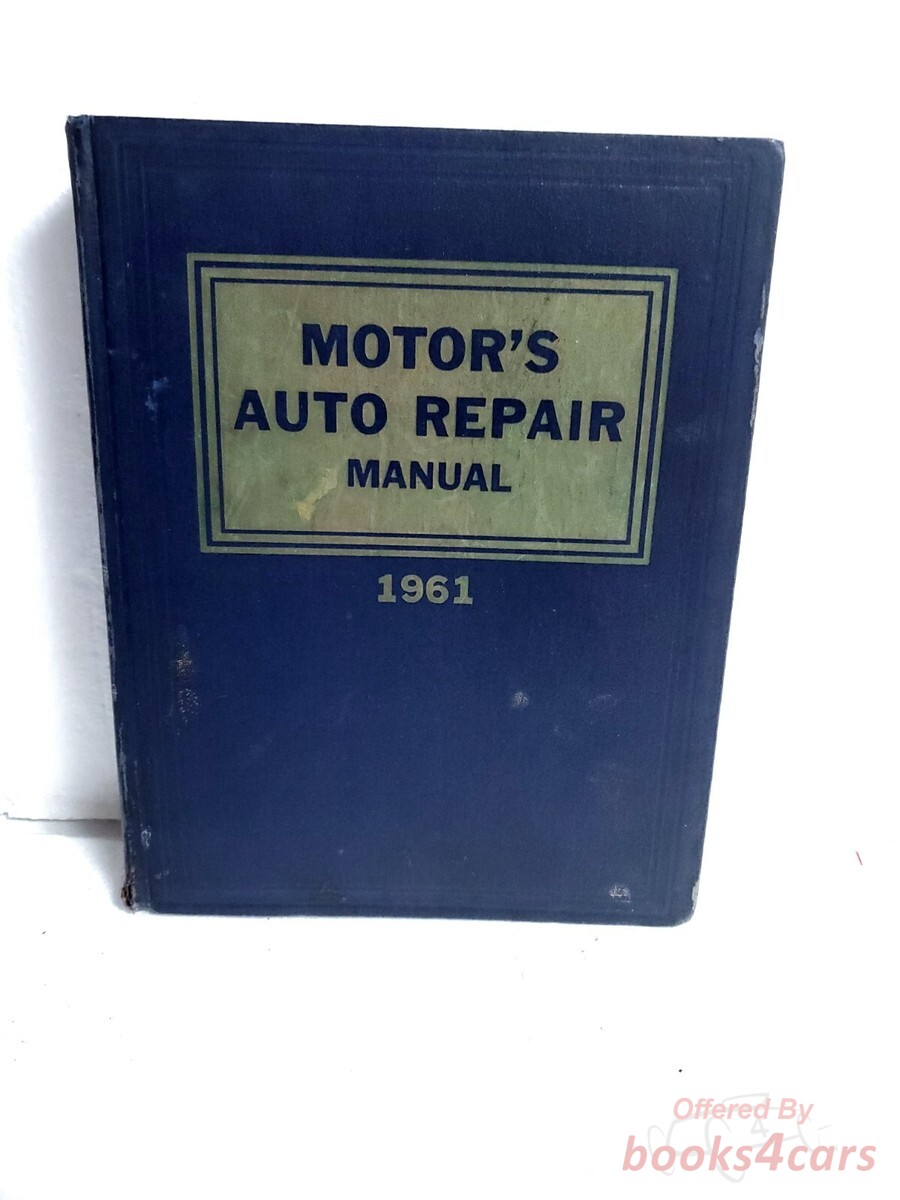 MOTOR'S
AUTO REPAIR
MANUAL
1961
Offered By
books4cars